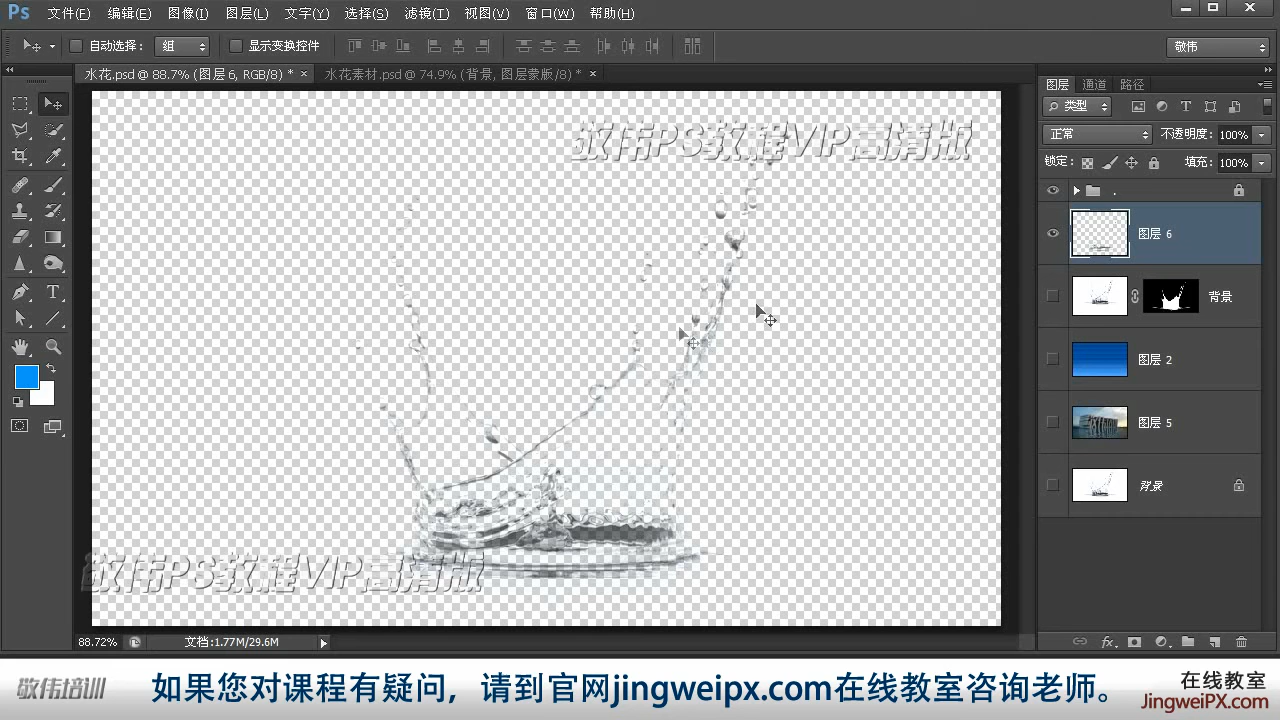 Ps 文件(F) 编辑(E) 图像(I) 图层(L) 文字(Y) 选择(S) 滤镜(T) 视图(V) 窗口(W) 帮助(H)
自动选择： 组 显示变换控件 敬伟
水花.psd @ 88.7% (图层 6, RGB/8) * × 水花素材.psd @ 74.9% (背景, 图层蒙版/8) * ×
图层 通道 路径
类型
正常 不透明度: 100%
锁定: 填充: 100%
.
图层 6
背景
图层 2
图层 5
背景
敬伟PS教程VIP高清版
敬伟PS教程VIP高清版
88.72% 文档:1.77M/29.6M
敬伟培训 如果您对课程有疑问，请到官网jingweipx.com在线教室咨询老师。 在线教室
JingweiPX.com